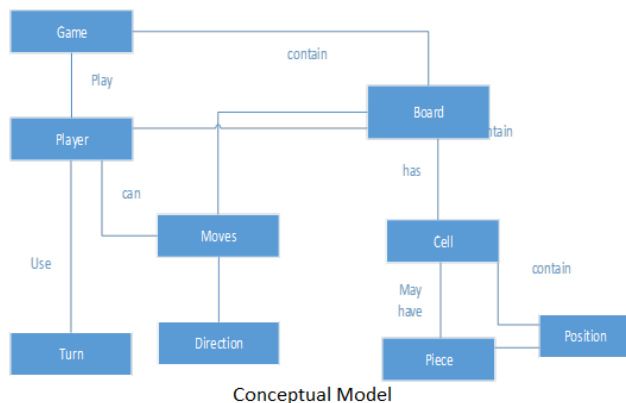 Game
contain
Play
Board
Player
ntain
has
can
Moves
Cell
Use
contain
May
have
Direction
Position
Turn
Piece
Conceptual Model